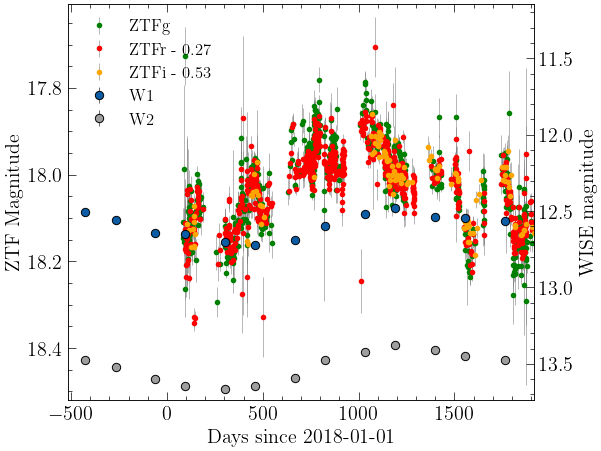 ZTFg
ZTFr - 0.27
ZTFi - 0.53
W1
W2
17.8
18.0
18.2
18.4
ZTF Magnitude
11.5
12.0
12.5
13.0
13.5
WISE magnitude
−500
0
500
1000
1500
Days since 2018-01-01